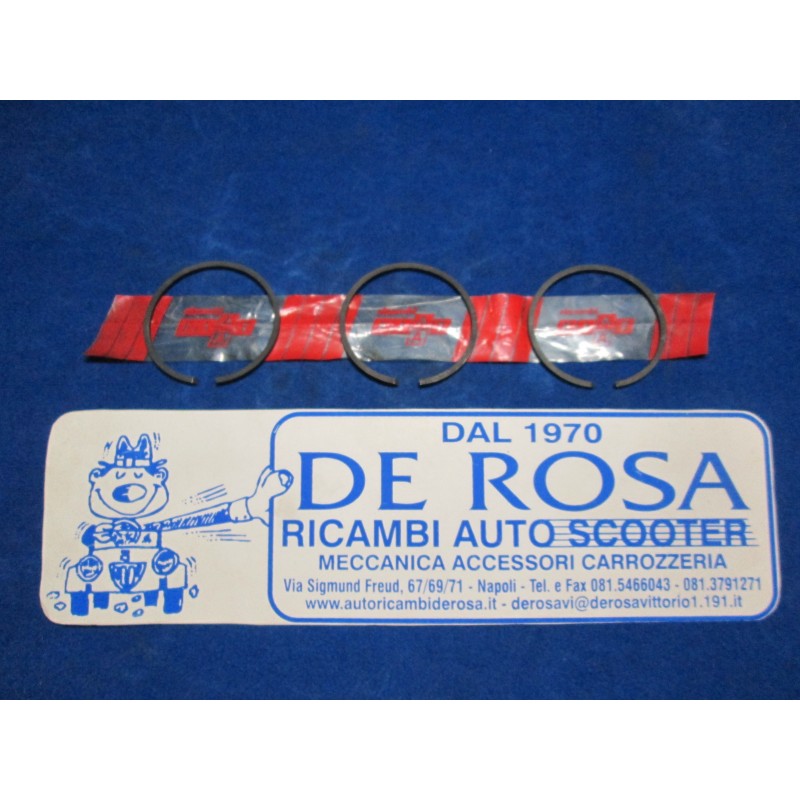 DAL 1970
DE ROSA
RICAMBI AUTO SCOOTER
MECCANICA ACCESSORI CARROZZERIA
Via Sigmund Freud, 67/69/71 - Napoli - Tel. e Fax 081.5466043 - 081.3791271
www.autoricambiderosa.it - derosavi@derosavittorio1.191.it